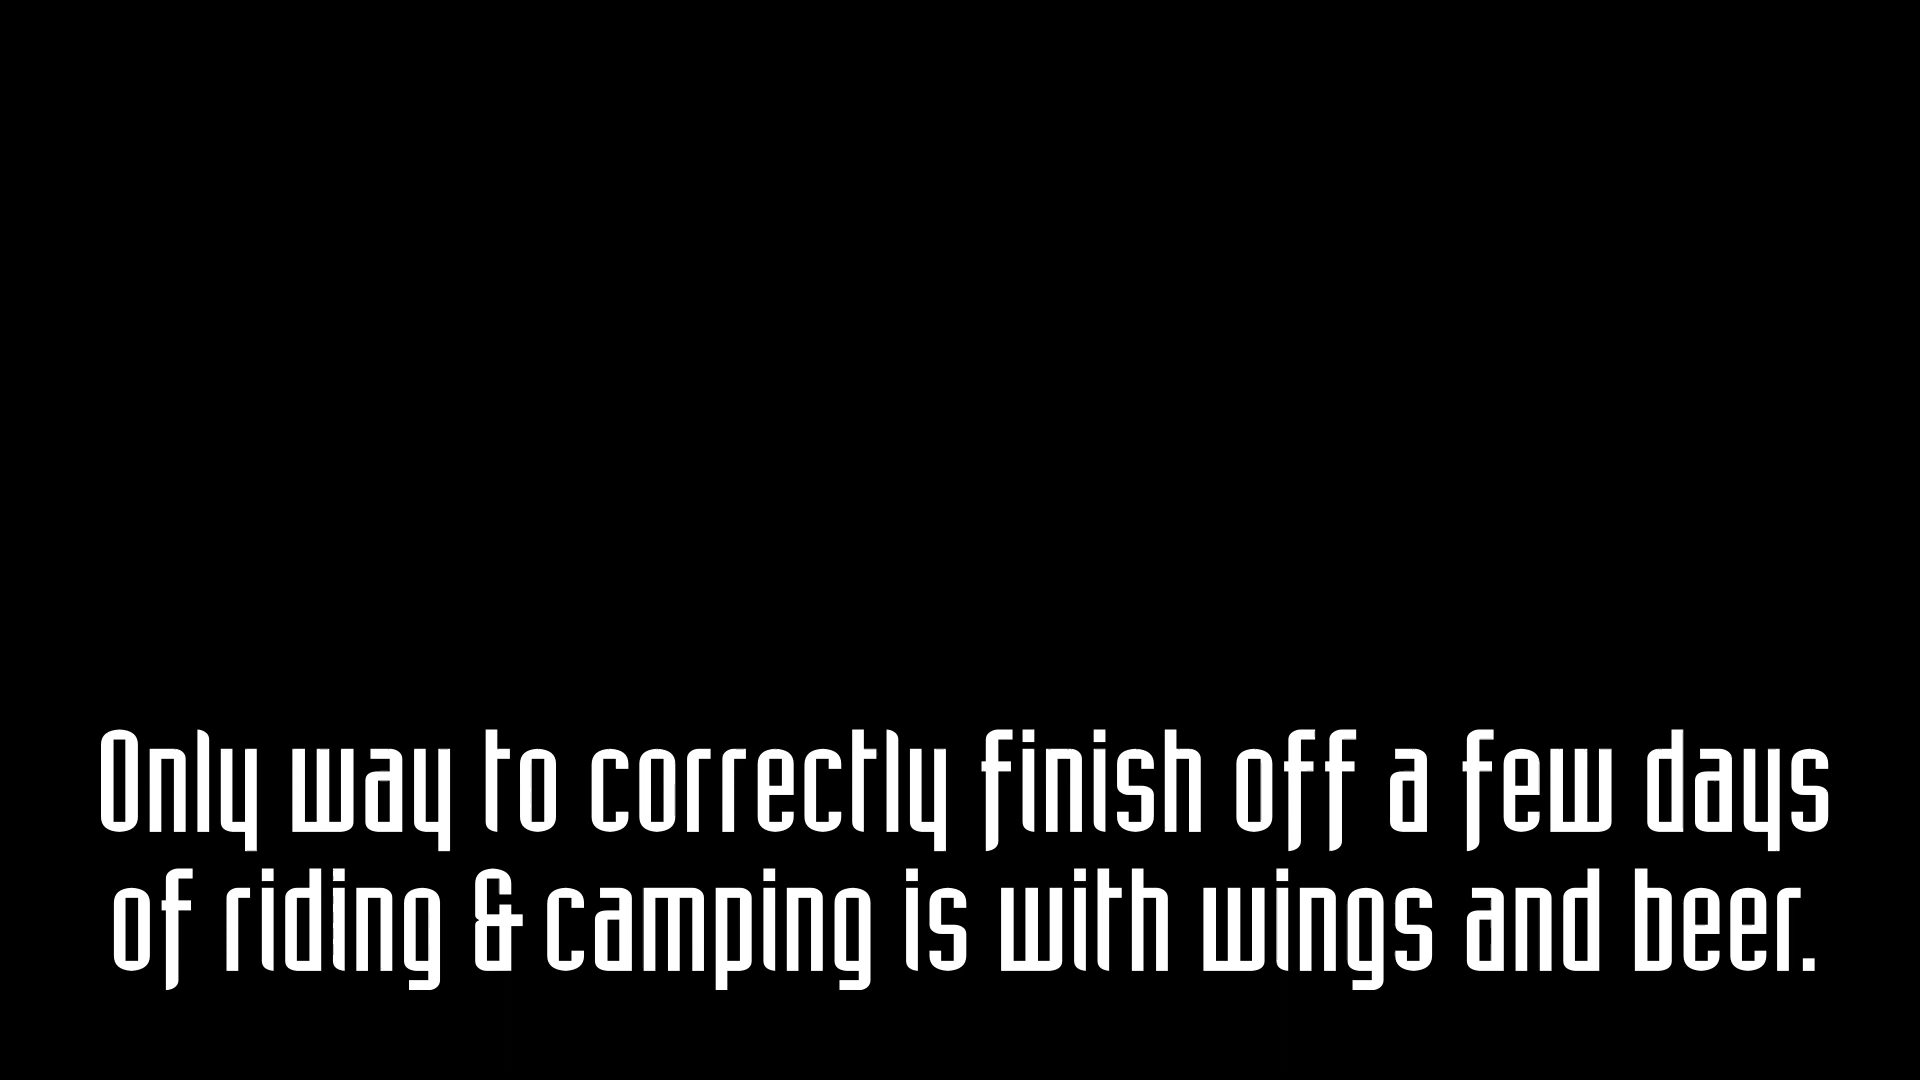 Only way to correctly finish off a few days
of riding & camping is with wings and beer.